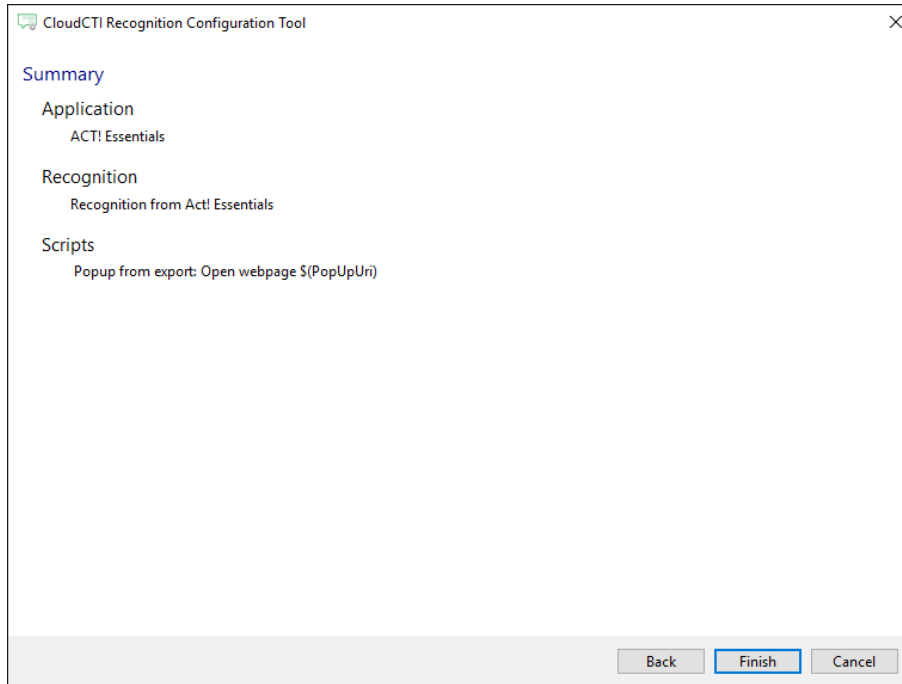 CloudCTI Recognition Configuration Tool
Summary
Application
ACT! Essentials
Recognition
Recognition from Act! Essentials
Scripts
Popup from export: Open webpage $(PopUpUri)
Back Finish Cancel